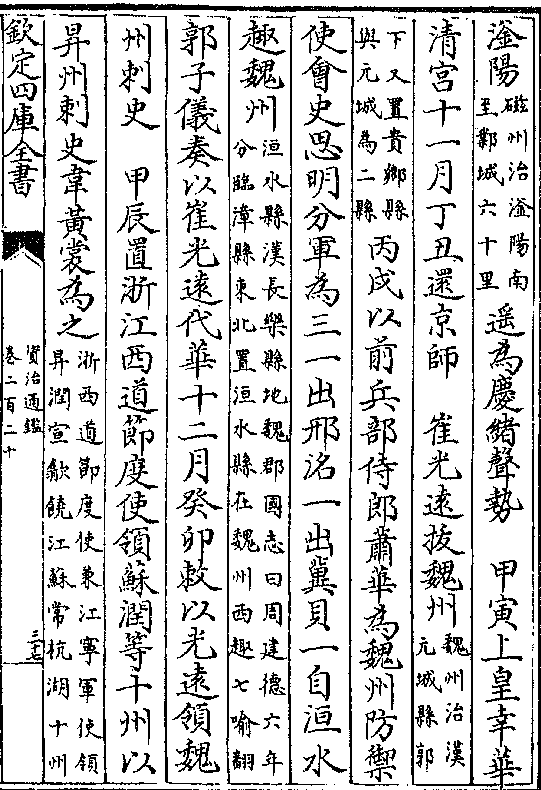 滏陽磁州治滏陽南至鄴城六十里遥為慶緒聲勢　甲寅上皇幸華
清宫十一月丁丑還京師　崔光逺拔魏州魏州治漢元城縣郭
下又置貴鄉縣與元城為二縣丙戌以前兵部侍郎蕭華為魏州防禦
使會史思明分軍為三一出邢洺一出冀貝一自洹水
趣魏州洹水縣漢長樂縣地魏郡國志曰周建德六年分臨漳縣東北置洹水縣在魏州西趣七喻翻
郭子儀奏以崔光逺代華十二月癸卯敕以光逺領魏
州刺史　甲辰置浙江西道節度使領蘇潤等十州以
昇州刺史韋黄裳為之浙西道節度使兼江寧軍使領昇潤宣歙饒江蘇常杭湖十州
欽定四庫全書
資治通鑑
卷二百二十
三十七